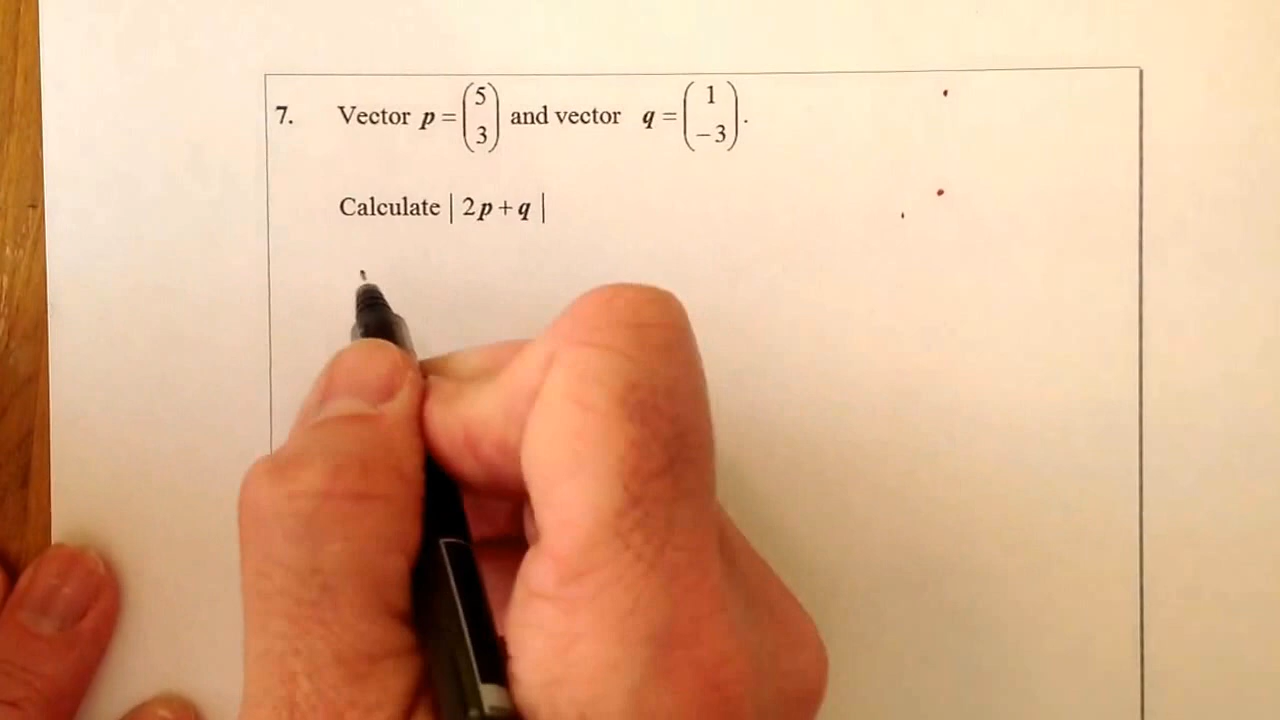 7. Vector p = (5 3) and vector q = (1 −3).
Calculate | 2p + q |